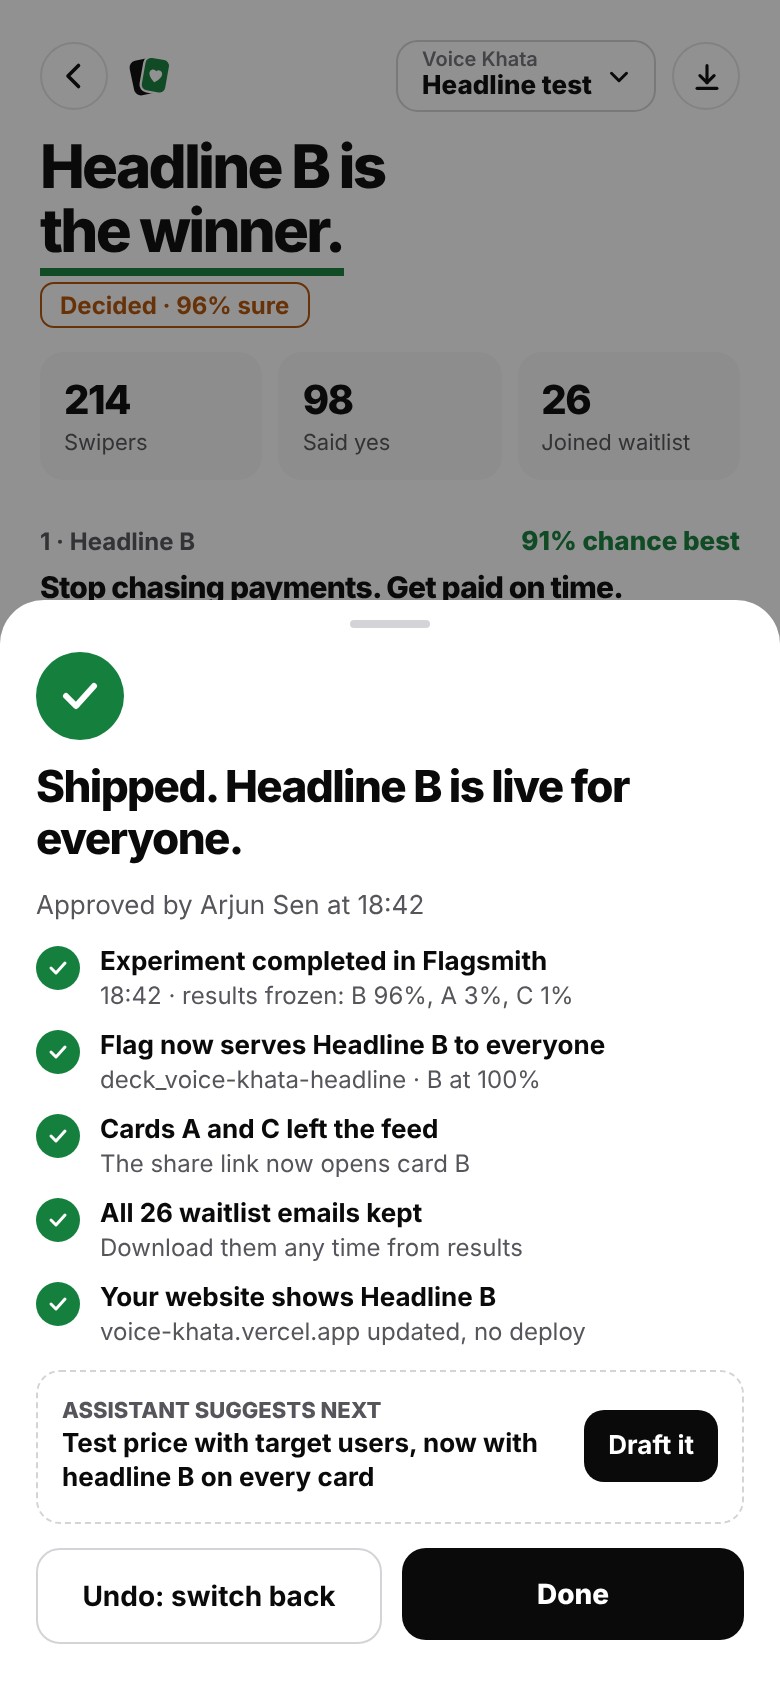 Voice Khata
Headline test
Headline B is
the winner.
Decided · 96% sure
214
Swipers
98
Said yes
26
Joined waitlist
1 · Headline B
91% chance best
Stop chasing payments. Get paid on time.
Shipped. Headline B is live for
everyone.
Approved by Arjun Sen at 18:42
Experiment completed in Flagsmith
18:42 · results frozen: B 96%, A 3%, C 1%
Flag now serves Headline B to everyone
deck_voice-khata-headline · B at 100%
Cards A and C left the feed
The share link now opens card B
All 26 waitlist emails kept
Download them any time from results
Your website shows Headline B
voice-khata.vercel.app updated, no deploy
ASSISTANT SUGGESTS NEXT
Test price with target users, now with
headline B on every card
Draft it
Undo: switch back
Done